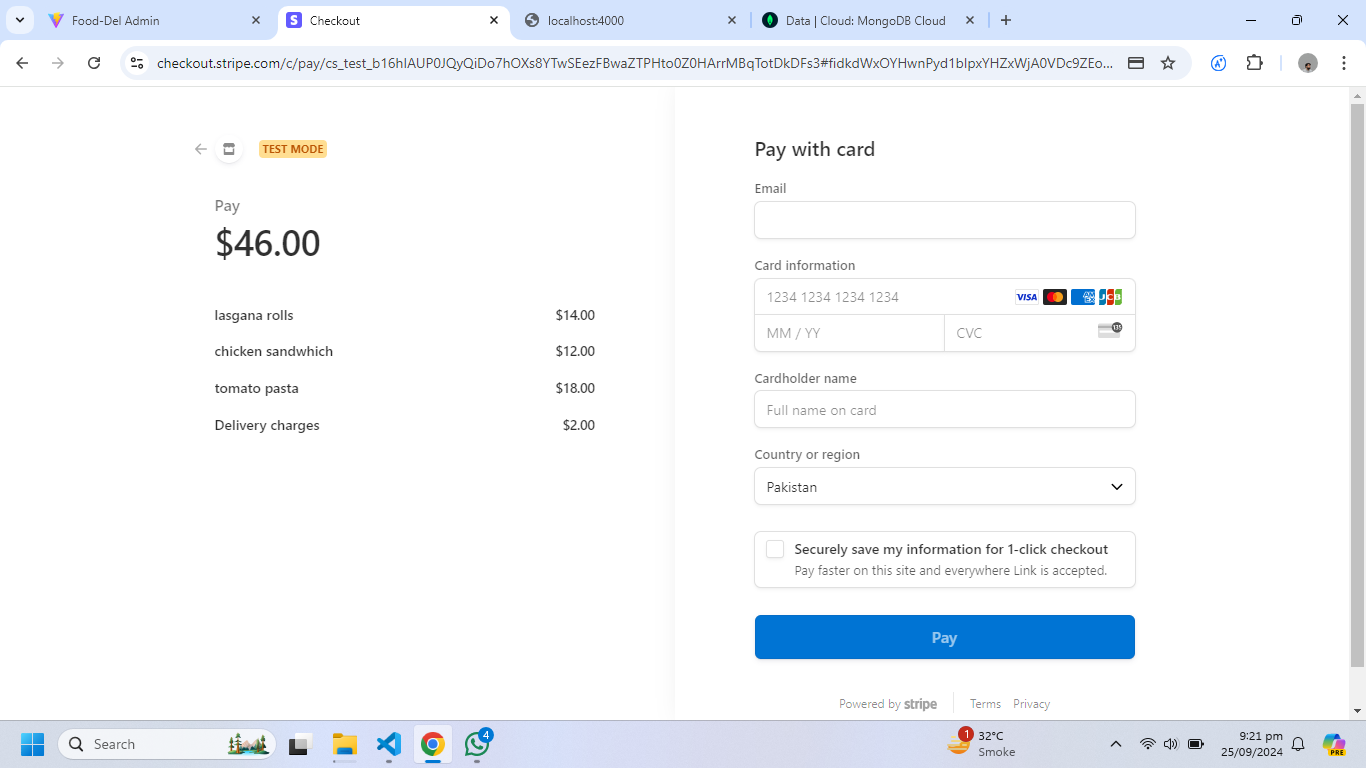 Food-Del Admin
Checkout
localhost:4000
Data | Cloud: MongoDB Cloud
checkout.stripe.com/c/pay/cs_test_b16hIAUP0JQyQiDo7hOXs8YTwSEezFBwaZTPHto0Z0HArrMBqTotDkDFs3#fidkdWxOYHwnPyd1blpxYHZxWjA0VDc9ZEo...
TEST MODE
Pay
$46.00
lasgana rolls $14.00
chicken sandwhich $12.00
tomato pasta $18.00
Delivery charges $2.00
Pay with card
Email
Card information
1234 1234 1234 1234 VISA
MM / YY CVC 135
Cardholder name
Full name on card
Country or region
Pakistan
Securely save my information for 1-click checkout
Pay faster on this site and everywhere Link is accepted.
Pay
Powered by stripe Terms Privacy
Search
4
1
32°C
Smoke
9:21 pm
25/09/2024
PRE